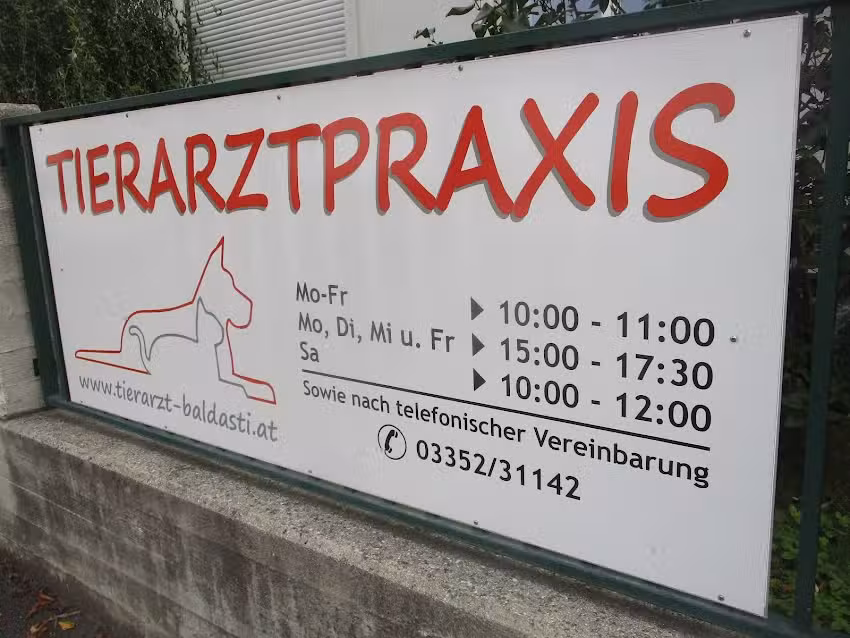 TIERARZTPRAXIS
Mo-Fr 10:00 - 11:00
Mo, Di, Mi u. Fr 15:00 - 17:30
Sa 10:00 - 12:00
Sowie nach telefonischer Vereinbarung
03352/31142
www.tierarzt-baldasti.at